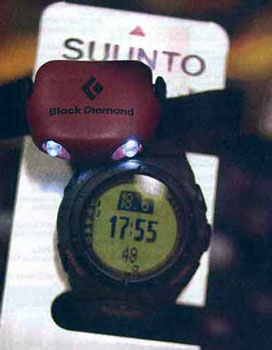 SUUNTO
Black Diamond
17:55
48